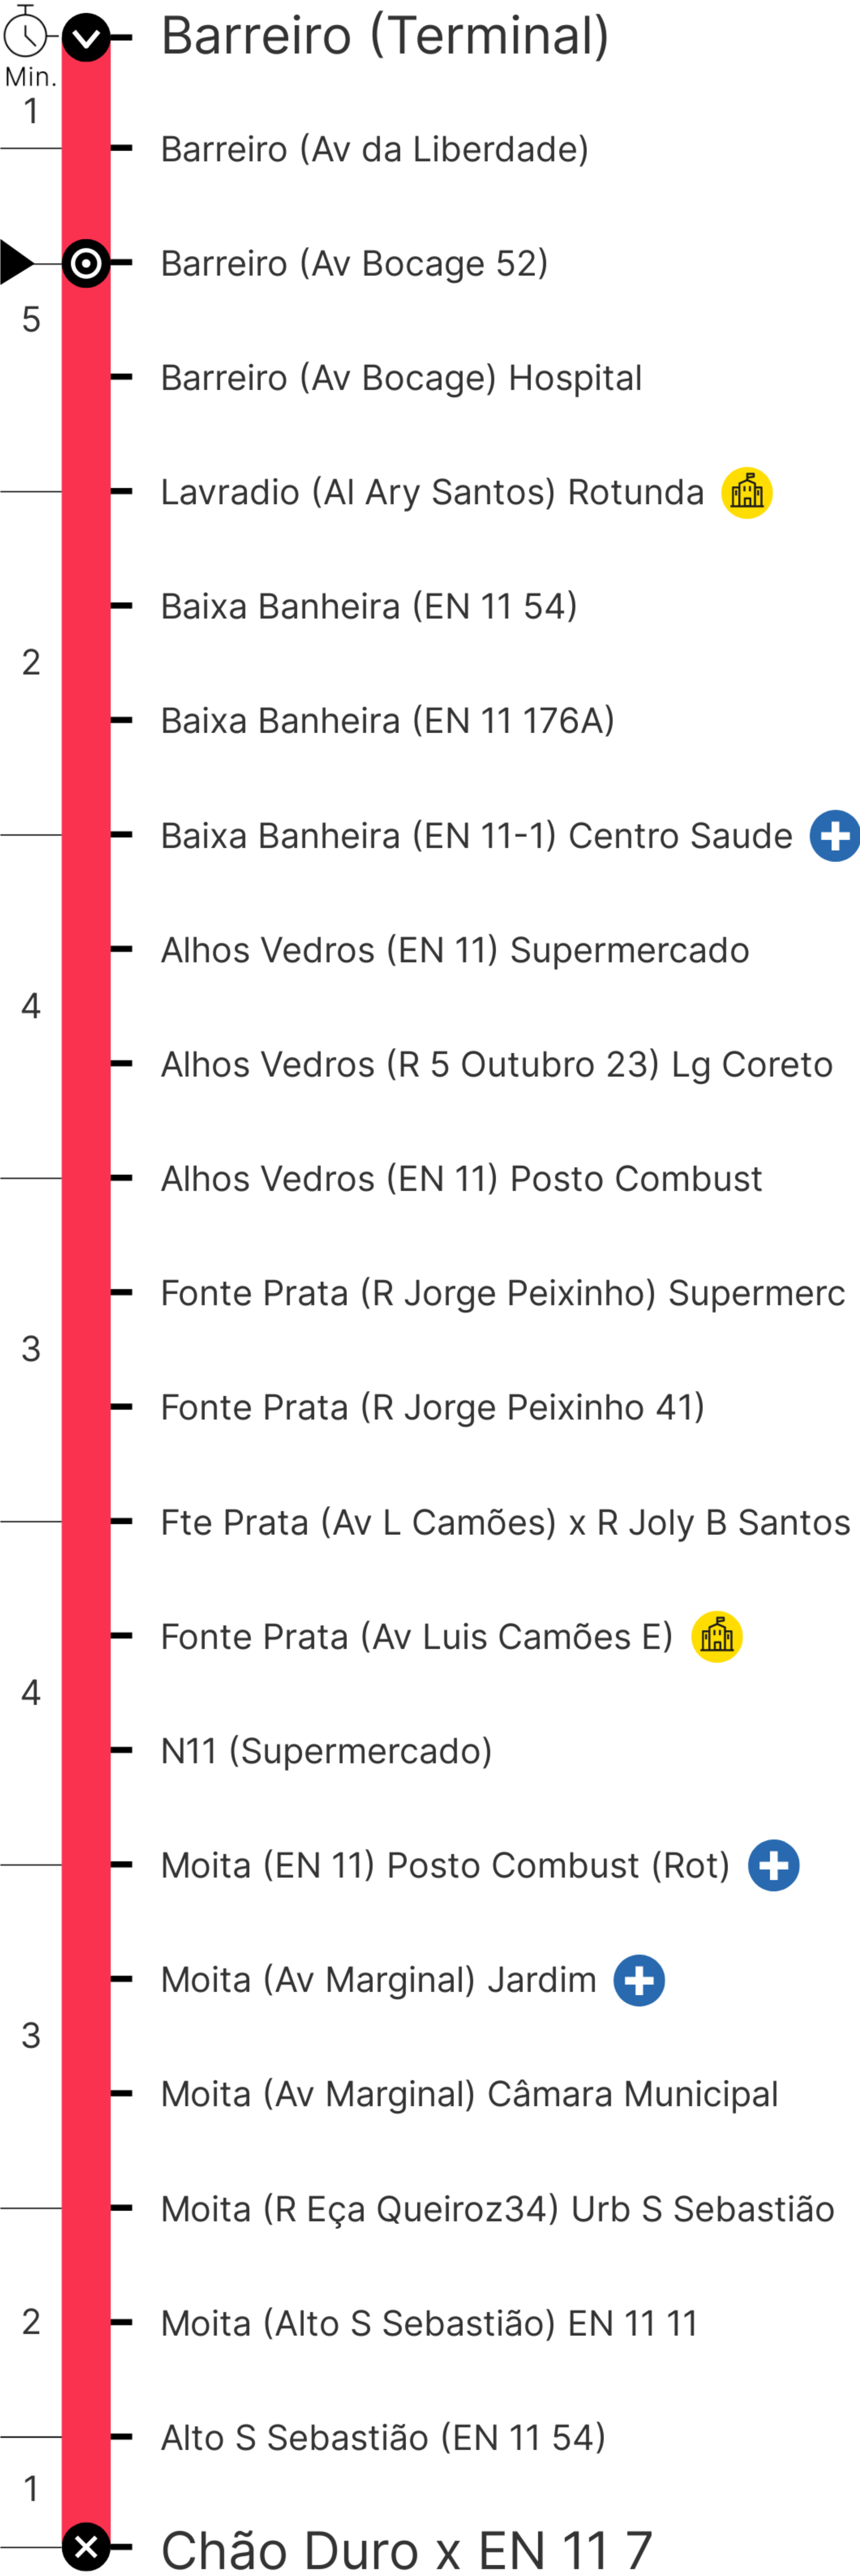 Barreiro (Terminal)
Min.
1
Barreiro (Av da Liberdade)
Barreiro (Av Bocage 52)
5
Barreiro (Av Bocage) Hospital
Lavradio (Al Ary Santos) Rotunda
Baixa Banheira (EN 11 54)
2
Baixa Banheira (EN 11 176A)
Baixa Banheira (EN 11-1) Centro Saude
Alhos Vedros (EN 11) Supermercado
4
Alhos Vedros (R 5 Outubro 23) Lg Coreto
Alhos Vedros (EN 11) Posto Combust
Fonte Prata (R Jorge Peixinho) Supermerc
3
Fonte Prata (R Jorge Peixinho 41)
Fte Prata (Av L Camões) x R Joly B Santos
Fonte Prata (Av Luis Camões E)
4
N11 (Supermercado)
Moita (EN 11) Posto Combust (Rot)
Moita (Av Marginal) Jardim
3
Moita (Av Marginal) Câmara Municipal
Moita (R Eça Queiroz34) Urb S Sebastião
2
Moita (Alto S Sebastião) EN 11 11
Alto S Sebastião (EN 11 54)
1
Chão Duro x EN 11 7